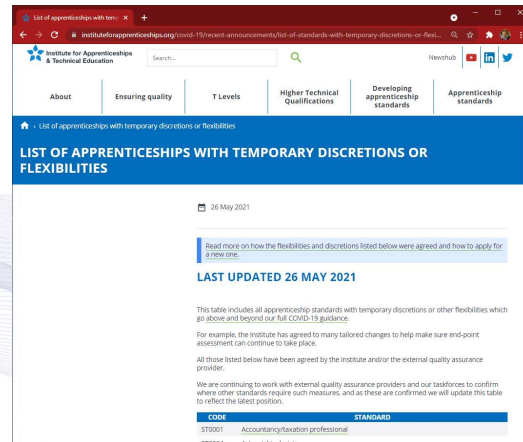 List of apprenticeships with temp
instituteforapprenticeships.org/covid-19/recent-announcements/list-of-standards-with-temporary-discretions-or-flexi...
Institute for Apprenticeships
& Technical Education
Search...
Newshub
About
Ensuring quality
T Levels
Higher Technical
Qualifications
Developing
apprenticeship
standards
Apprenticeship
standards
List of apprenticeships with temporary discretions or flexibilities
LIST OF APPRENTICESHIPS WITH TEMPORARY DISCRETIONS OR
FLEXIBILITIES
26 May 2021
Read more on how the flexibilities and discretions listed below were agreed and how to apply for
a new one.
LAST UPDATED 26 MAY 2021
This table includes all apprenticeship standards with temporary discretions or other flexibilities which
go above and beyond our full COVID-19 guidance.
For example, the Institute has agreed to many tailored changes to help make sure end-point
assessment can continue to take place.
All those listed below have been agreed by the Institute and/or the external quality assurance
provider.
We are continuing to work with external quality assurance providers and our taskforces to confirm
where other standards require such measures, and as these are confirmed we will update this table
to reflect the latest position.
CODE STANDARD
ST0001 Accountancy/taxation professional